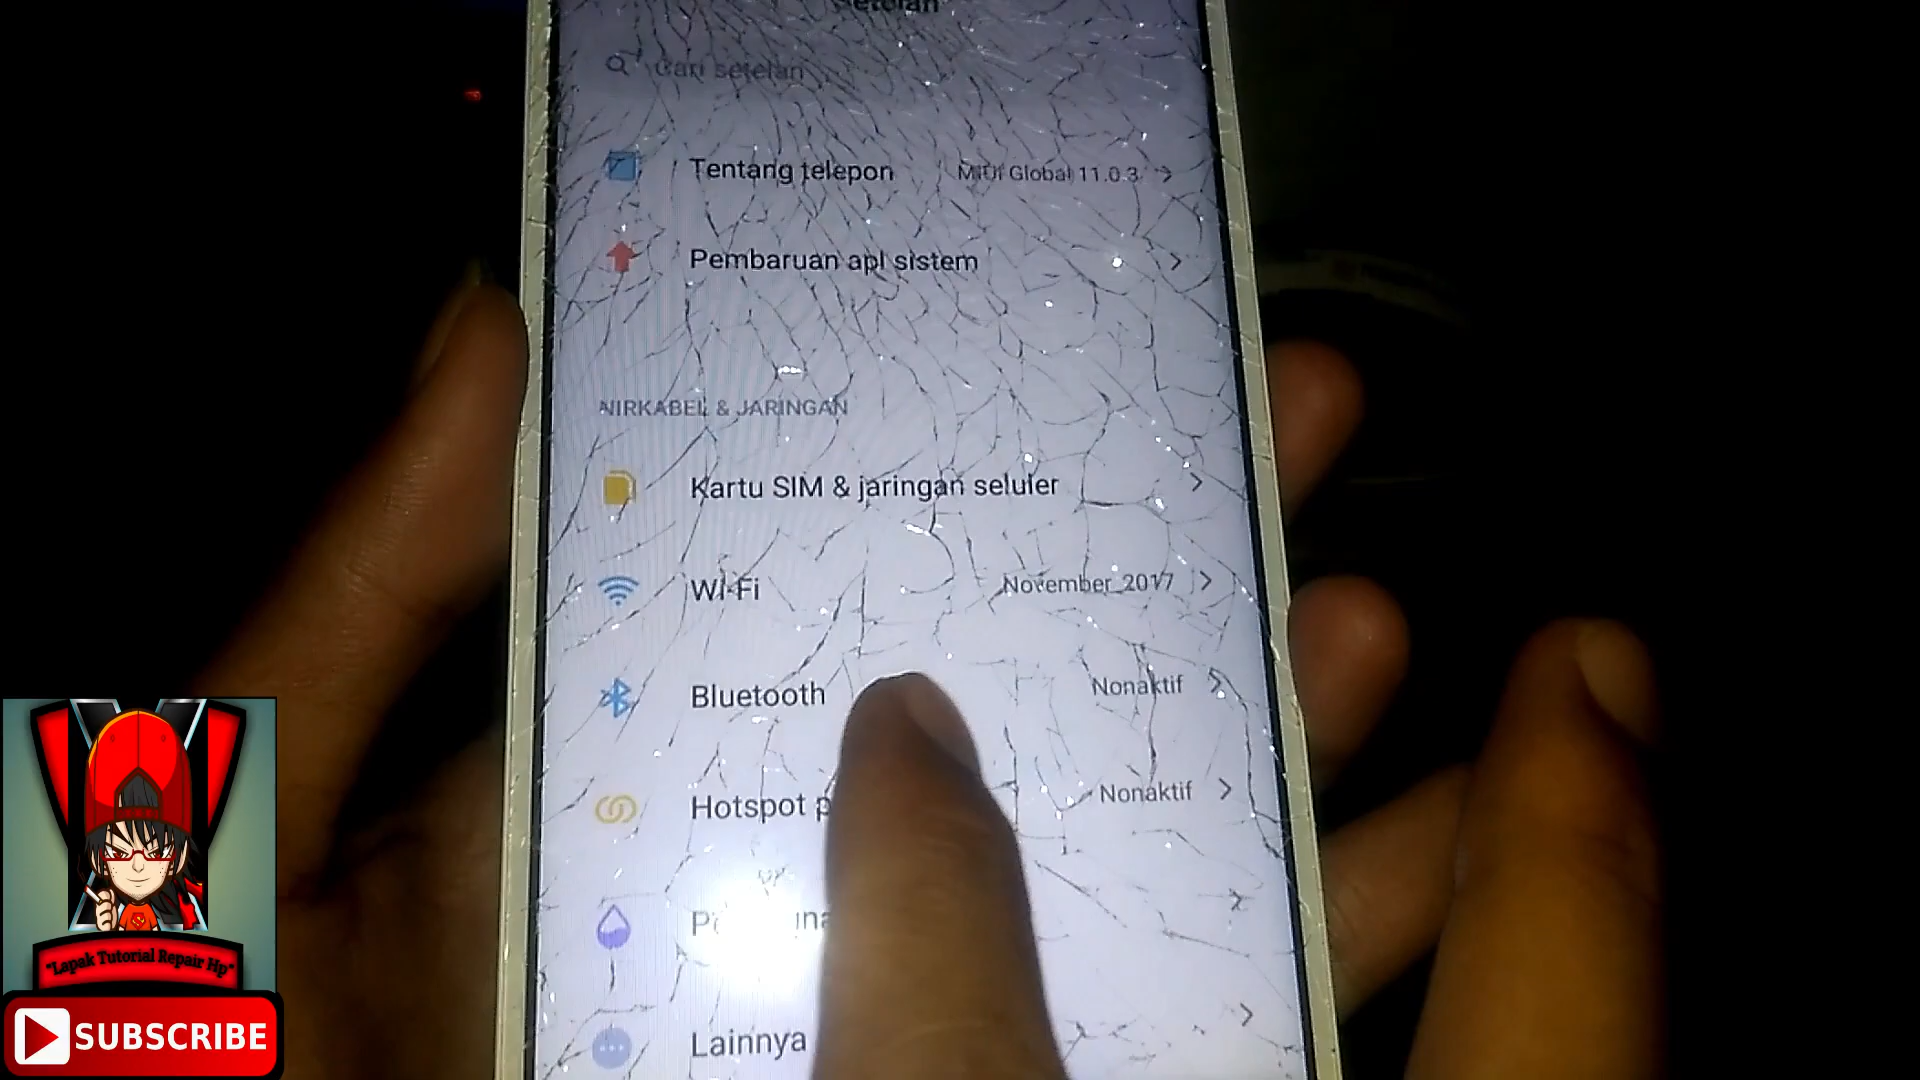 Setelan
Cari setelan
Tentang telepon MIUI Global 11.0.3
Pembaruan apl sistem
NIRKABEL & JARINGAN
Kartu SIM & jaringan seluler
Wi-Fi November_2017
Bluetooth Nonaktif
Hotspot p Nonaktif
Lainnya
"Lapak Tutorial Repair Hp"
SUBSCRIBE